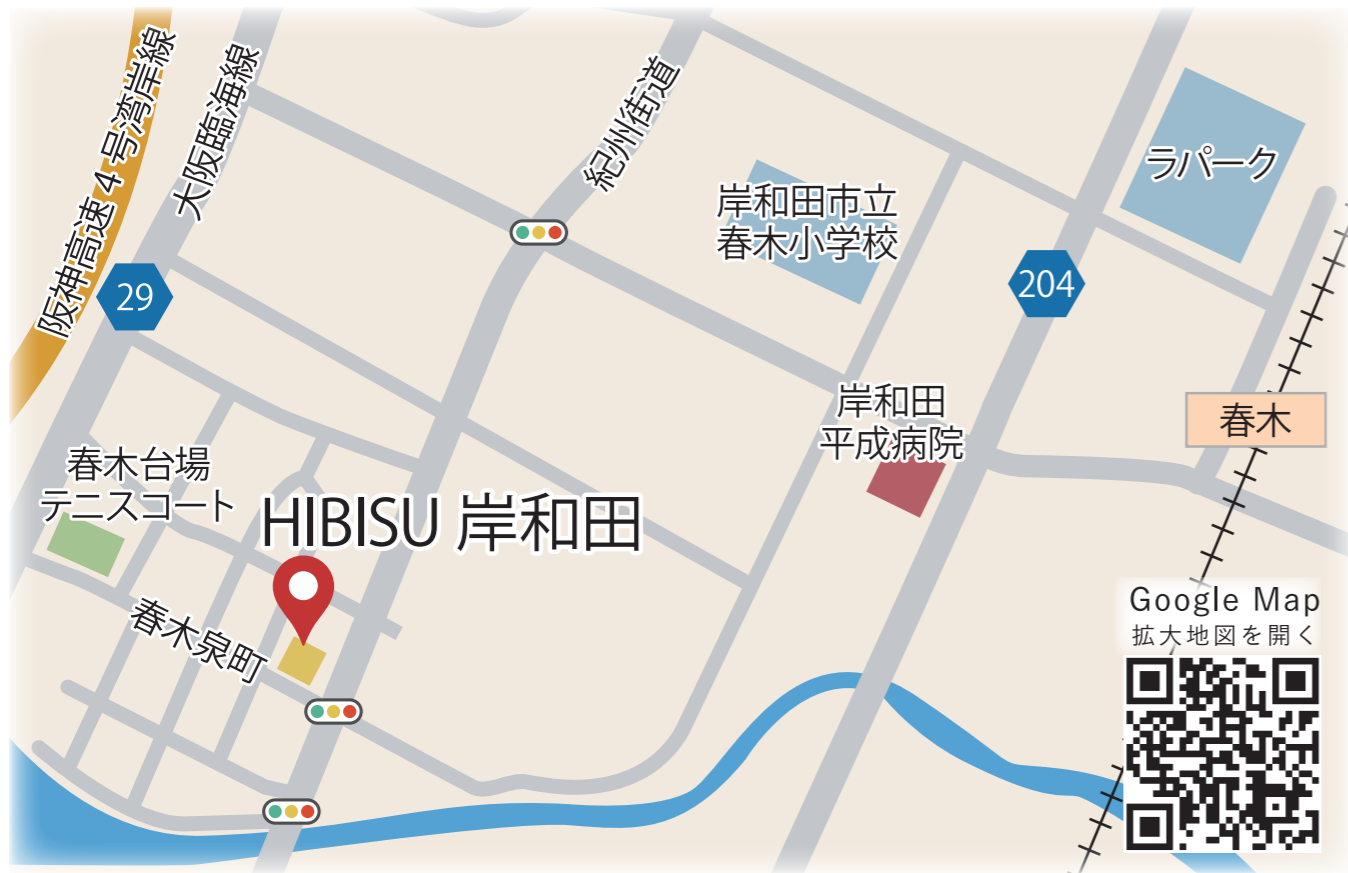 阪神高速4号湾岸線
大阪臨海線
紀州街道
ラパーク
岸和田市立
春木小学校
29
204
岸和田
平成病院
春木
春木台場
テニスコート
HIBISU 岸和田
春木泉町
Google Map
拡大地図を開く